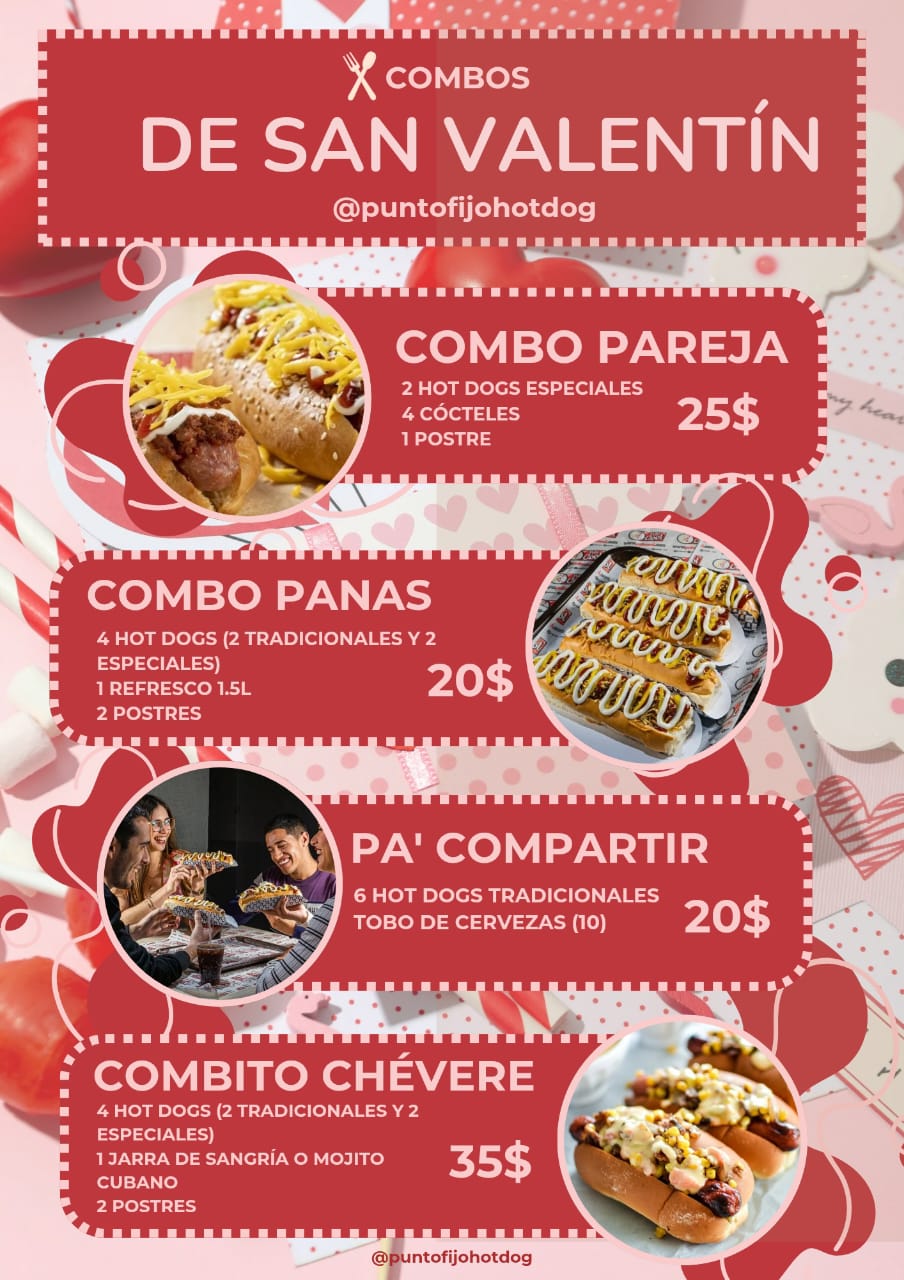 COMBOS
DE SAN VALENTÍN
@puntofijohotdog
COMBO PAREJA
2 HOT DOGS ESPECIALES
4 CÓCTELES
1 POSTRE
25$
my hear
COMBO PANAS
4 HOT DOGS (2 TRADICIONALES Y 2
ESPECIALES)
1 REFRESCO 1.5L
2 POSTRES
20$
PA' COMPARTIR
6 HOT DOGS TRADICIONALES
TOBO DE CERVEZAS (10)
20$
COMBITO CHÉVERE
4 HOT DOGS (2 TRADICIONALES Y 2
ESPECIALES)
1 JARRA DE SANGRÍA O MOJITO
CUBANO
2 POSTRES
35$
@puntofijohotdog